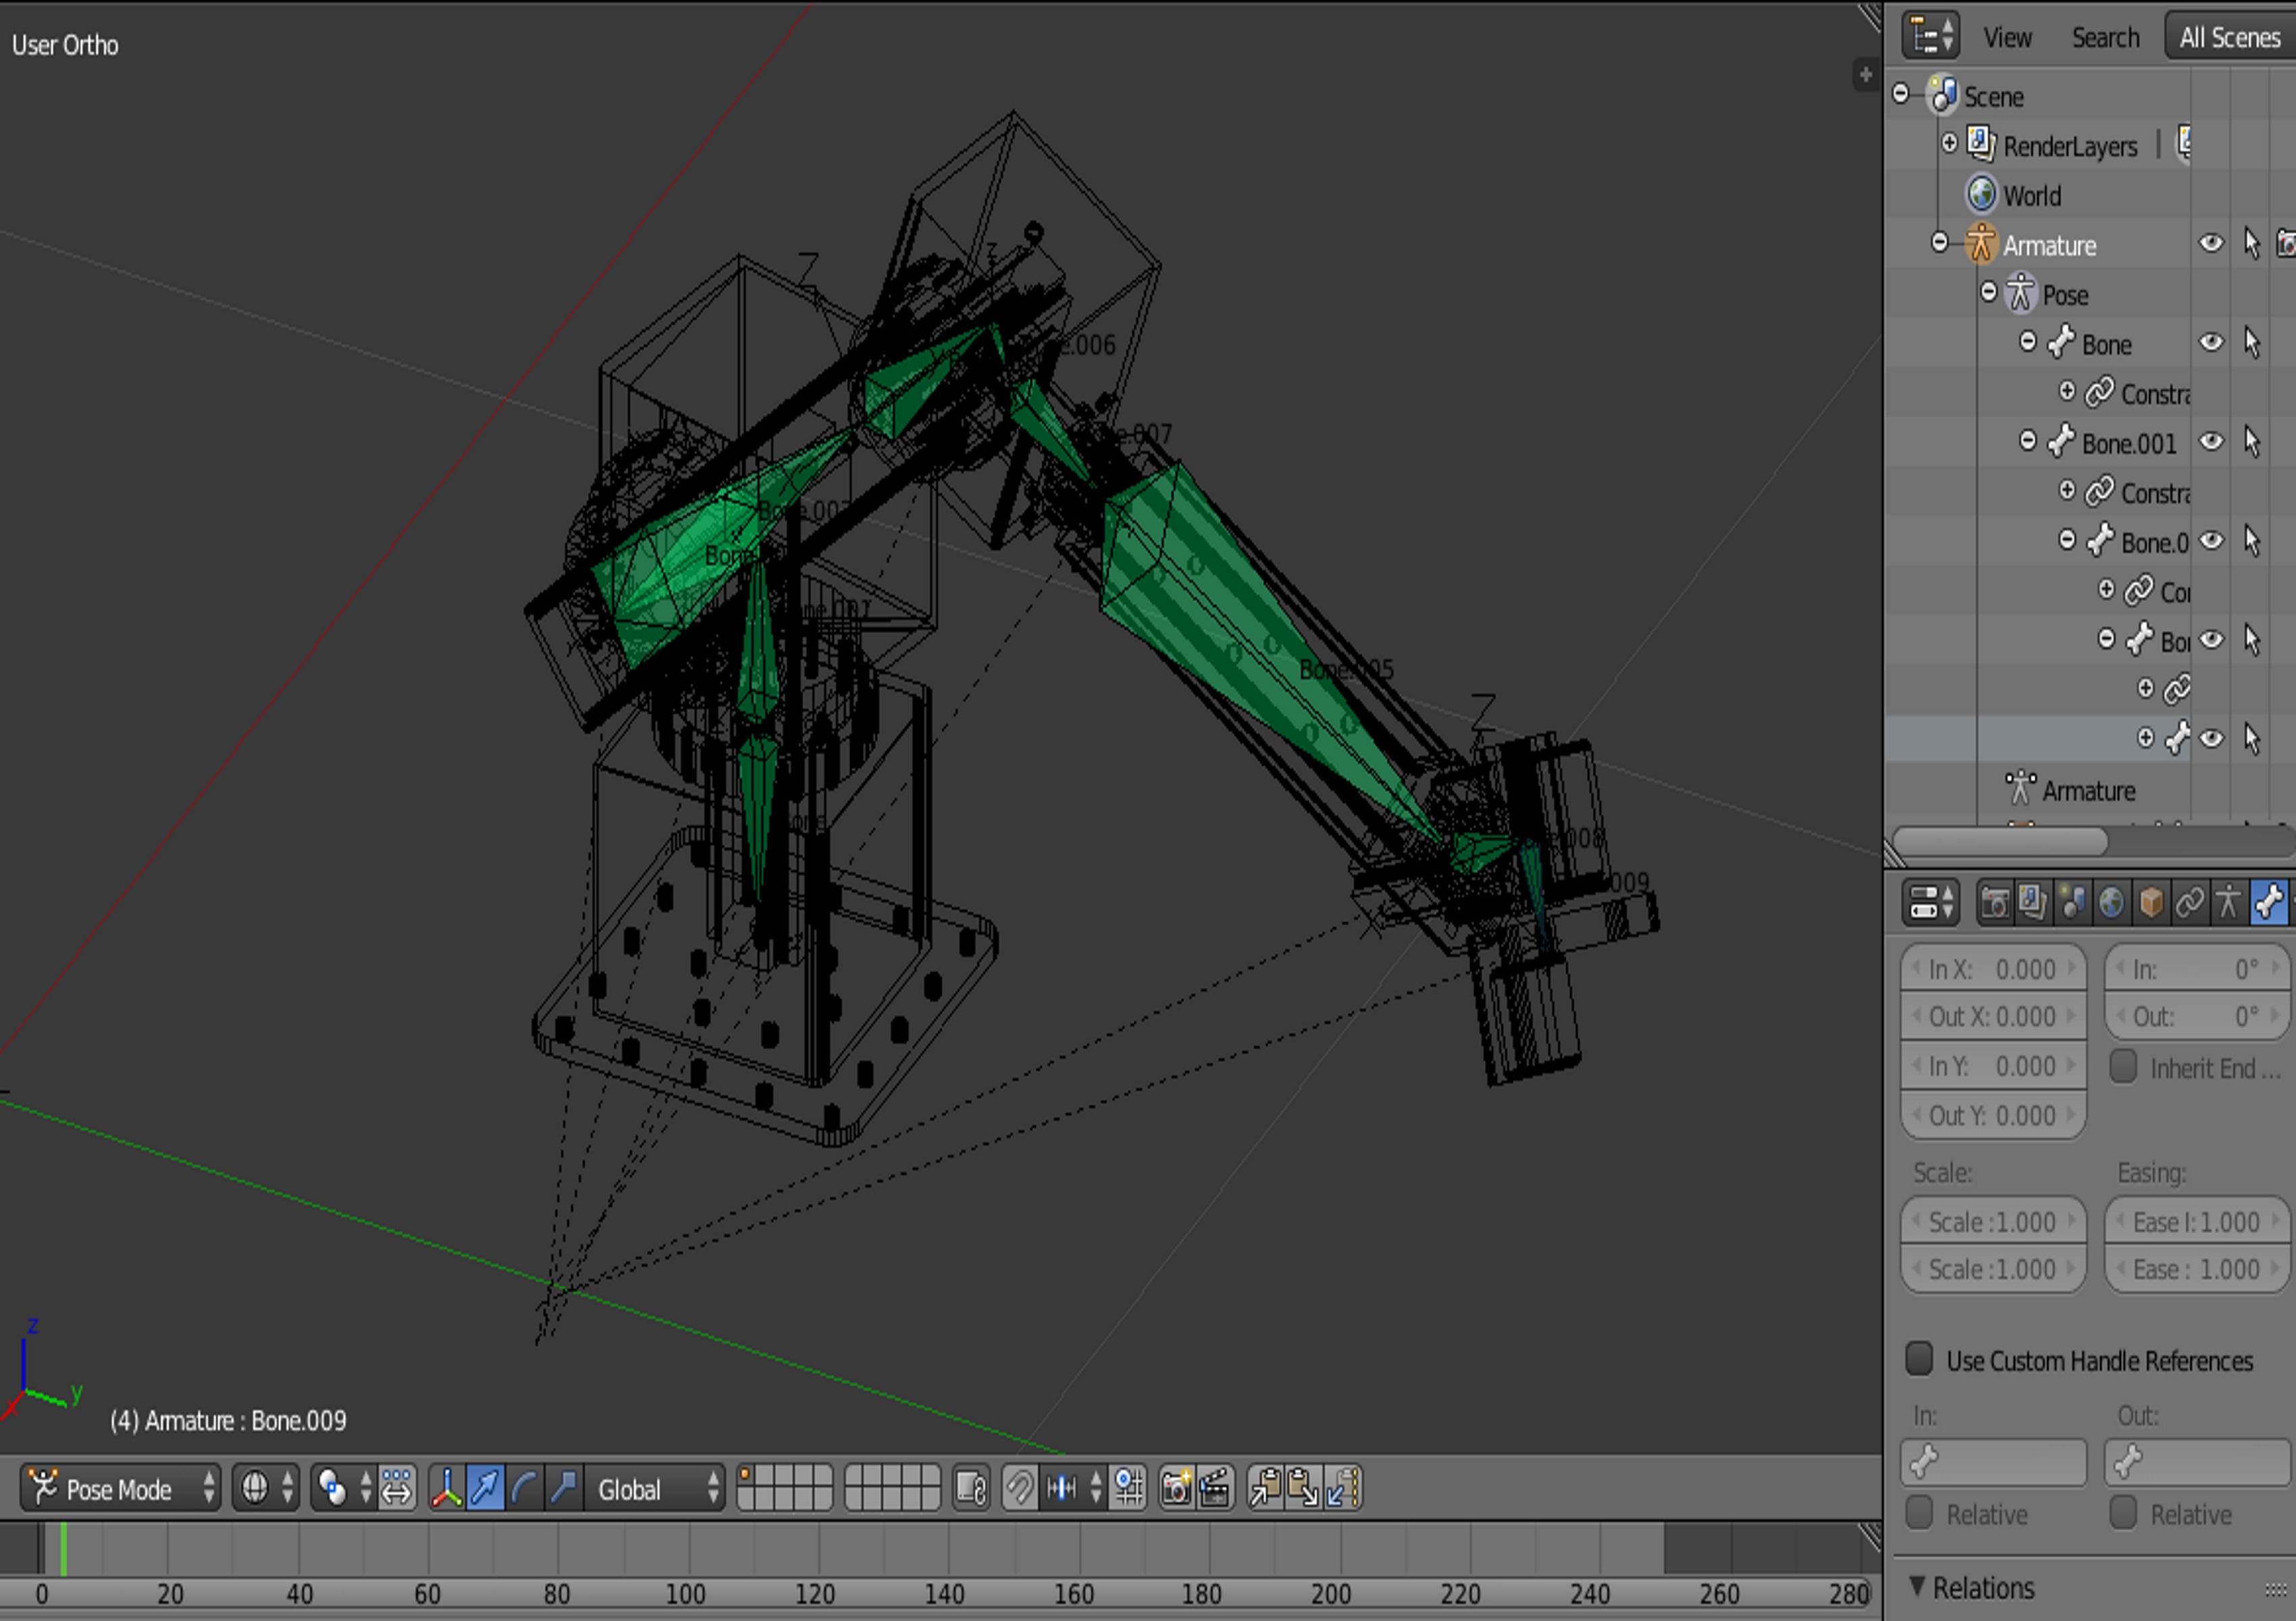 User Ortho
View Search All Scenes
Scene
RenderLayers |
World
Armature
Pose
Bone
Constra
Bone.001
Constra
Bone.0
Cor
Bon
Armature
Z
z
e.006
e.007
Bone.007
Bone
Bone.005
Z
008
009
In X: 0.000 In: 0°
Out X: 0.000 Out: 0°
In Y: 0.000 Inherit End ...
Out Y: 0.000
Scale: Easing:
Scale :1.000 Ease I: 1.000
Scale :1.000 Ease : 1.000
Use Custom Handle References
In: Out:
Relative Relative
Relations
z
y
x
(4) Armature : Bone.009
Pose Mode Global
0 20 40 60 80 100 120 140 160 180 200 220 240 260 280